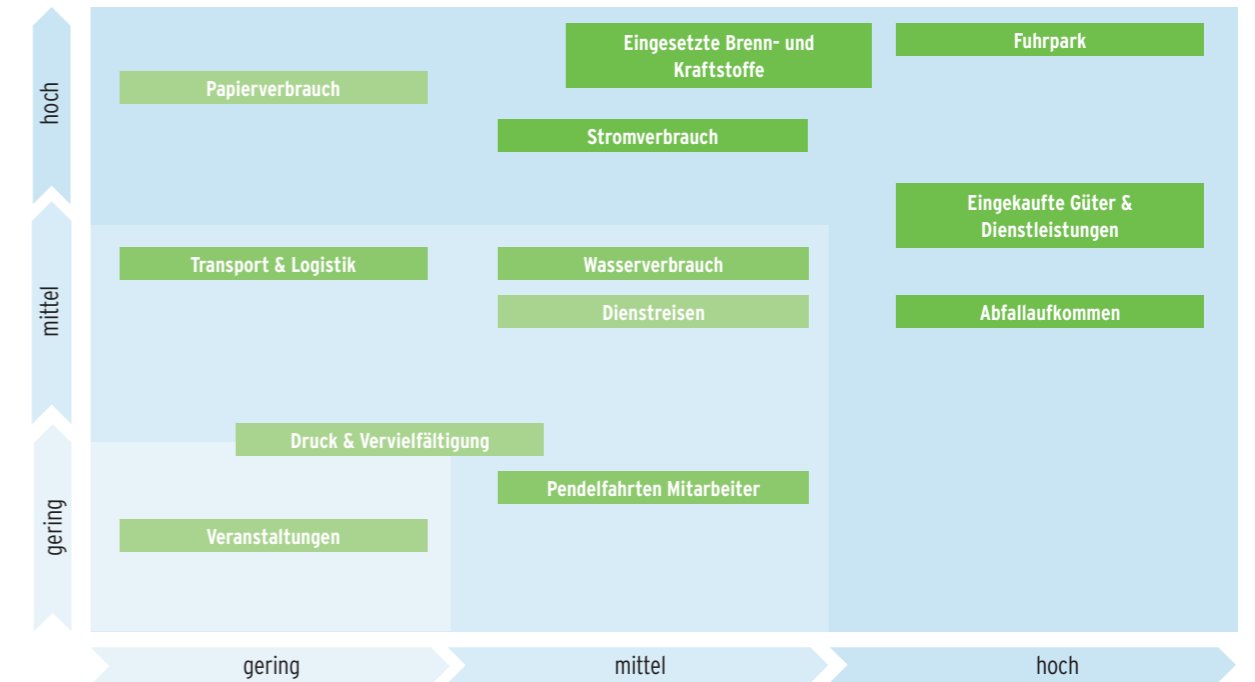 hoch
mittel
gering
Eingesetzte Brenn- und
Kraftstoffe
Fuhrpark
Papierverbrauch
Stromverbrauch
Eingekaufte Güter &
Dienstleistungen
Transport & Logistik
Wasserverbrauch
Dienstreisen
Abfallaufkommen
Druck & Vervielfältigung
Pendelfahrten Mitarbeiter
Veranstaltungen
gering
mittel
hoch